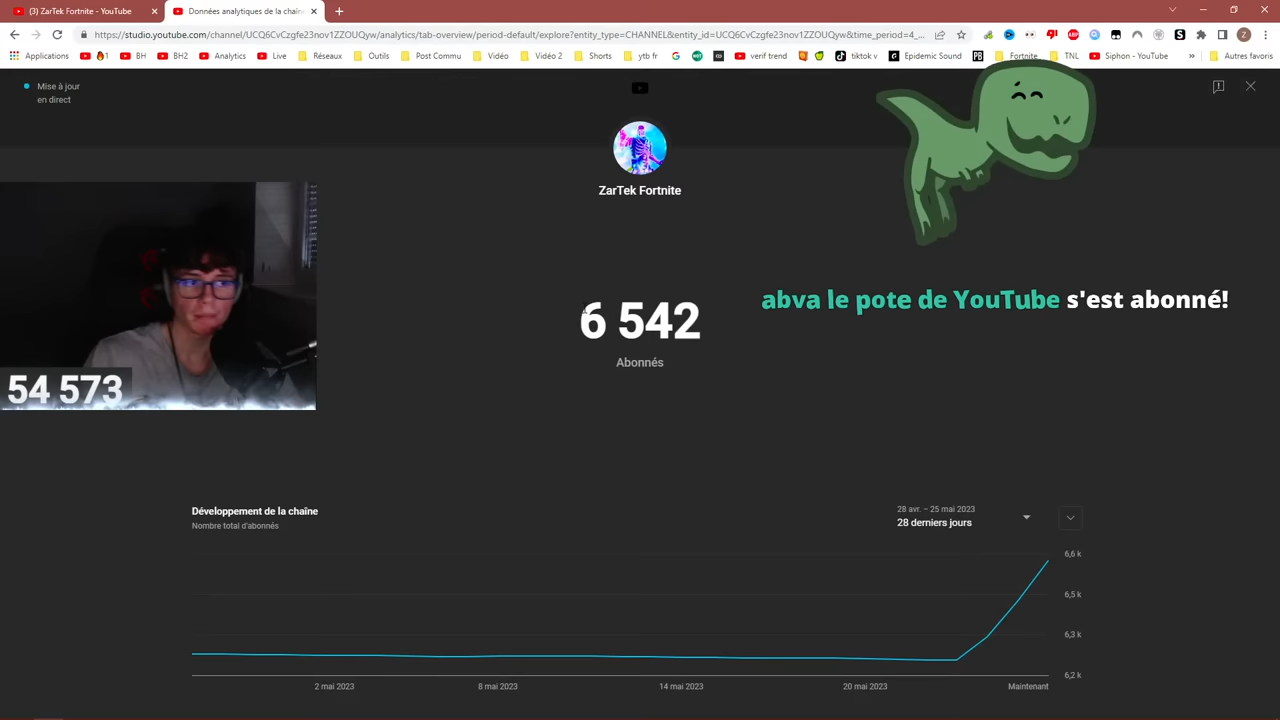 (3) ZarTek Fortnite - YouTube
Données analytiques de la chaîne
https://studio.youtube.com/channel/UCQ6CvCzgfe23nov1ZZOUQyw/analytics/tab-overview/period-default/explore?entity_type=CHANNEL&entity_id=UCQ6CvCzgfe23nov1ZZOUQyw&time_period=4_...
Applications 1 BH BH2 Analytics Live Réseaux Outils Post Commu Vidéo Vidéo 2 Shorts ytb fr verif trend tiktok v Epidemic Sound Fortnite TNL Siphon - YouTube » Autres favoris
Mise à jour
en direct
ZarTek Fortnite
6 542
Abonnés
abva le pote de YouTube s'est abonné!
54 573
Développement de la chaîne
Nombre total d'abonnés
28 avr. – 25 mai 2023
28 derniers jours
6,6 k
6,5 k
6,3 k
6,2 k
2 mai 2023
8 mai 2023
14 mai 2023
20 mai 2023
Maintenant